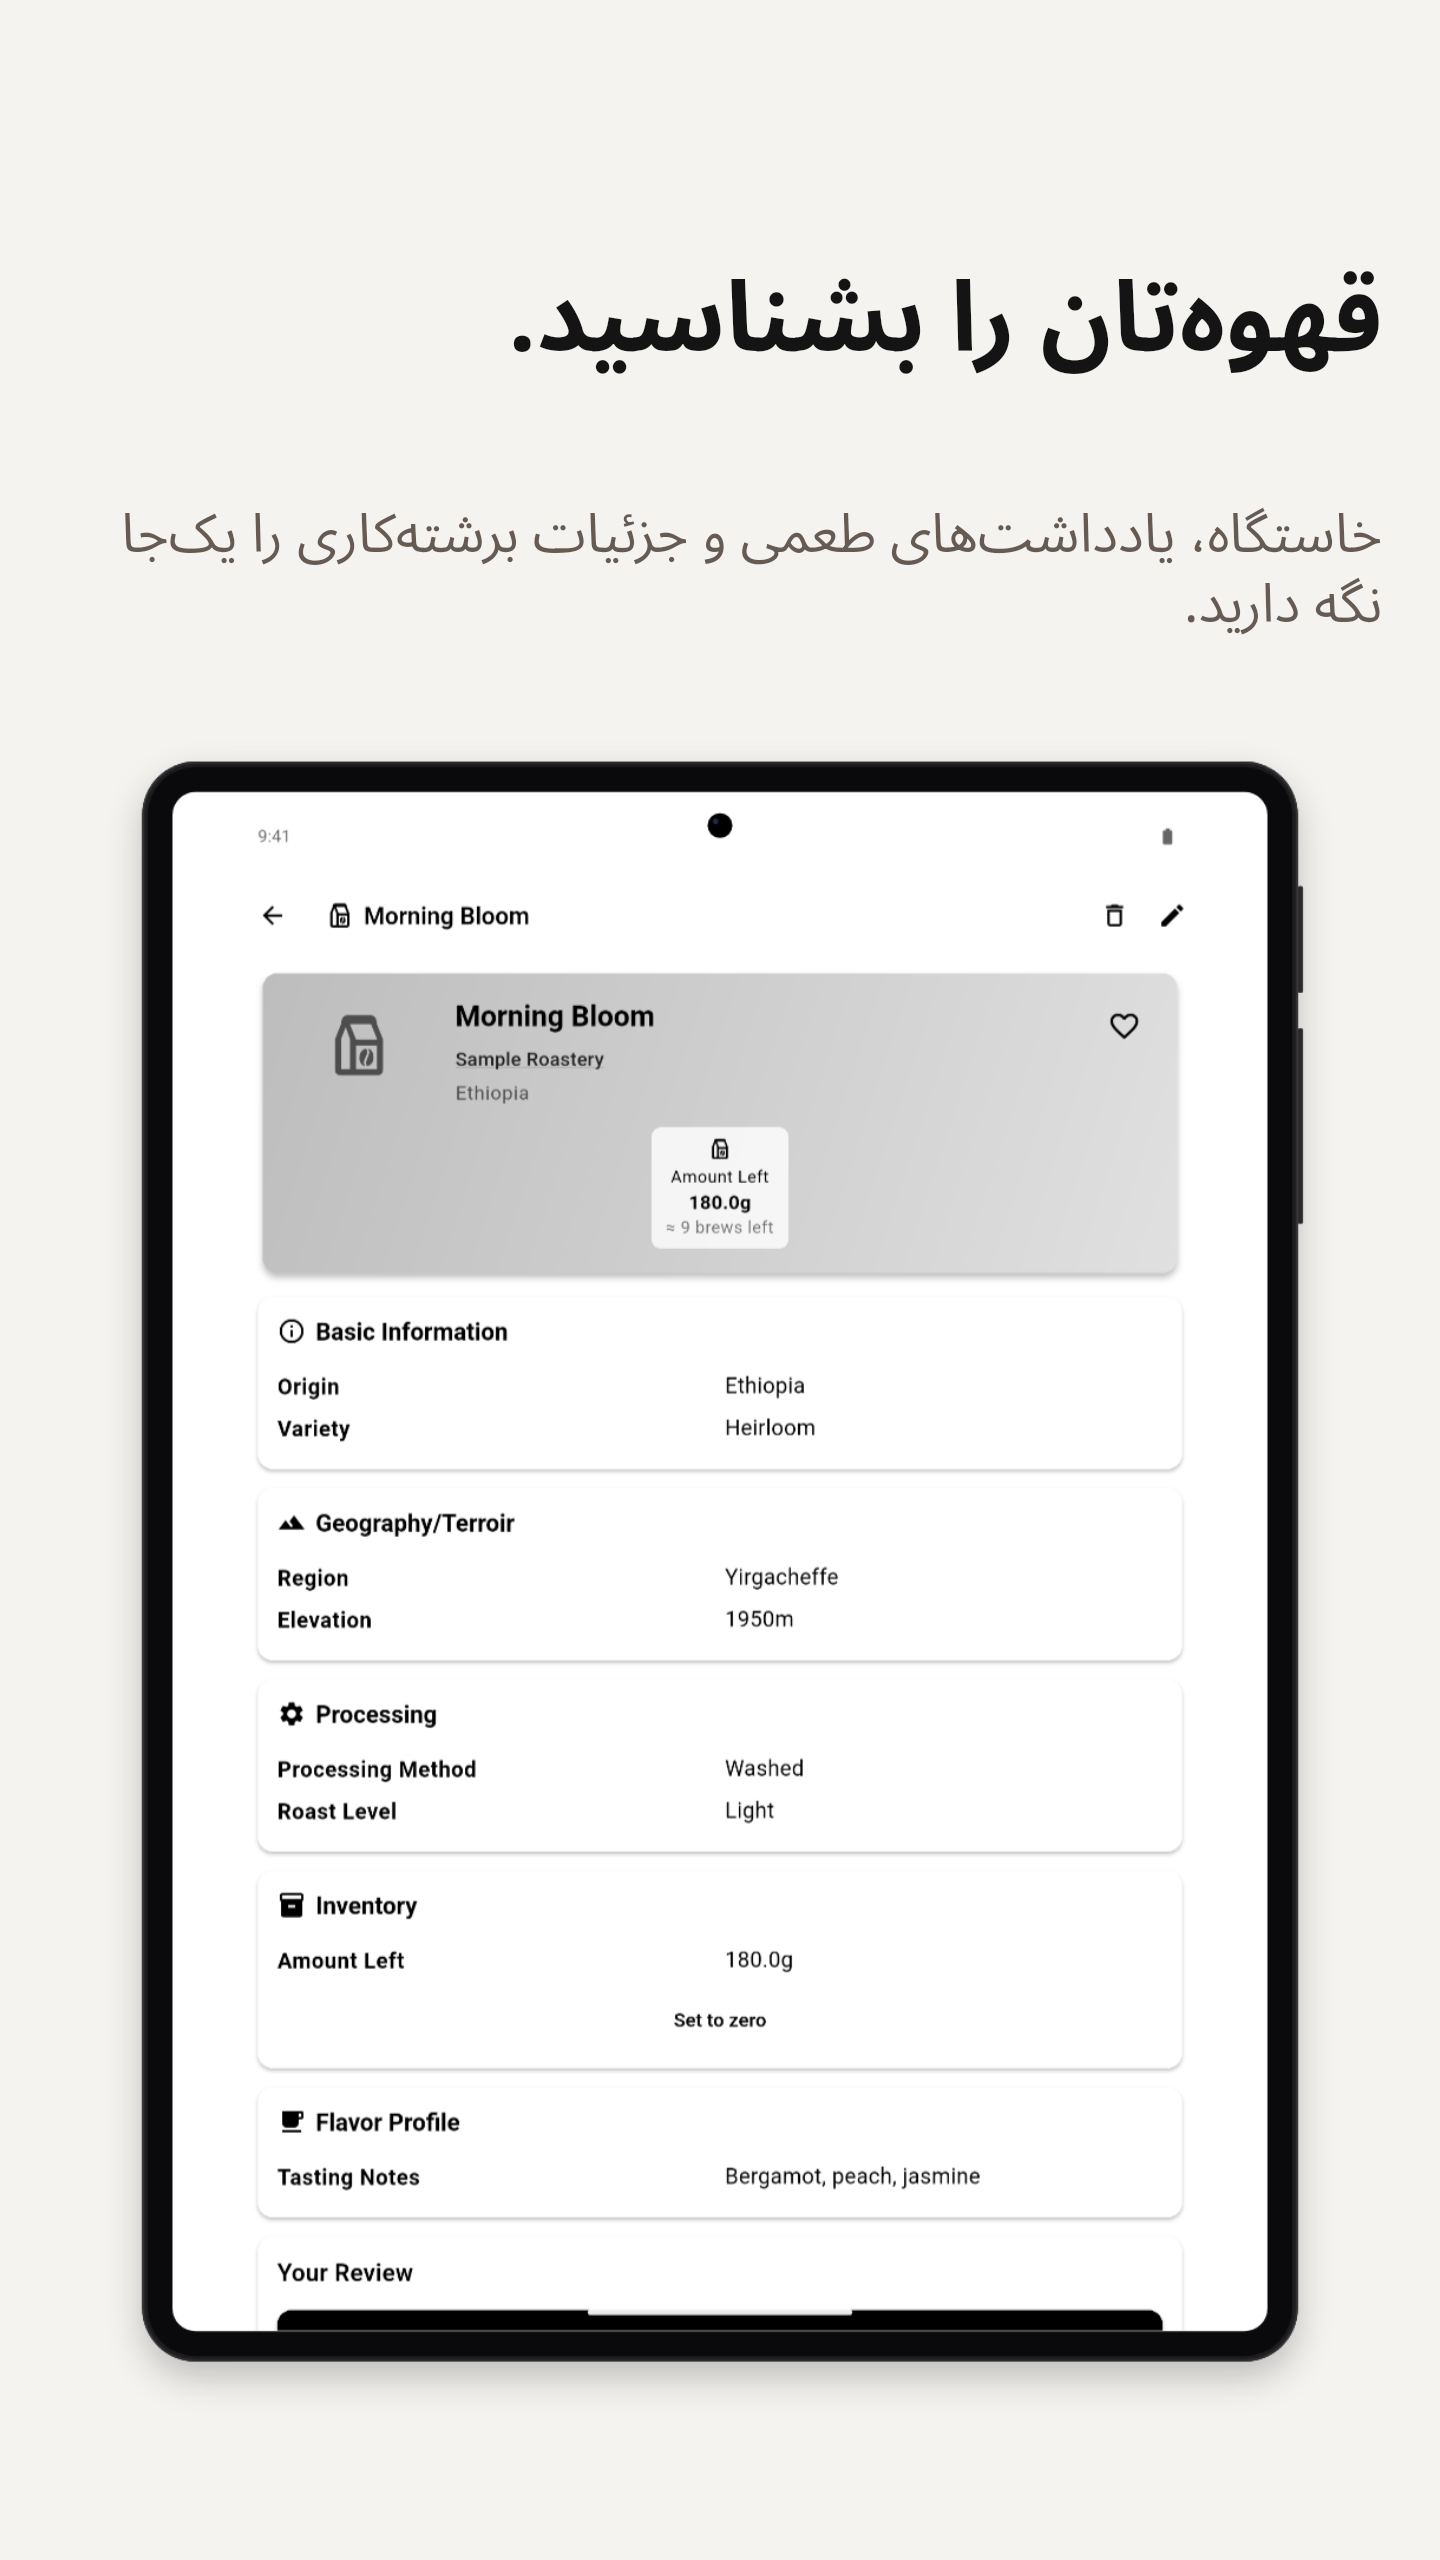 قهوه‌تان را بشناسید.
خاستگاه، یادداشت‌های طعمی و جزئیات برشته‌کاری را یک‌جا
نگه دارید.
9:41
Morning Bloom
Morning Bloom
Sample Roastery
Ethiopia
Amount Left
180.0g
≈ 9 brews left
Basic Information
Origin Ethiopia
Variety Heirloom
Geography/Terroir
Region Yirgacheffe
Elevation 1950m
Processing
Processing Method Washed
Roast Level Light
Inventory
Amount Left 180.0g
Set to zero
Flavor Profile
Tasting Notes Bergamot, peach, jasmine
Your Review